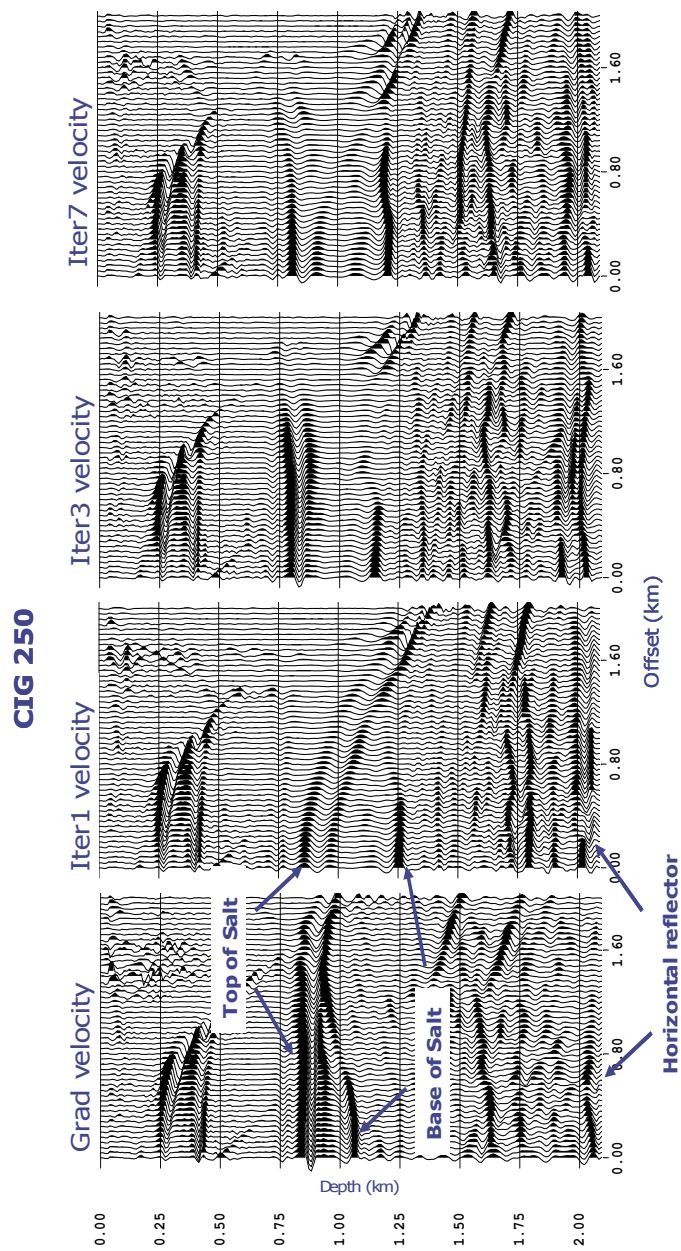 CIG 250
Grad velocity
Iter1 velocity
Iter3 velocity
Iter7 velocity
Top of Salt
Base of Salt
Horizontal reflector
Depth (km)
0.00
0.25
0.50
0.75
1.00
1.25
1.50
1.75
2.00
0.00
0.80
1.60
0.00
0.80
1.60
0.00
0.80
1.60
0.00
0.80
1.60
Offset (km)